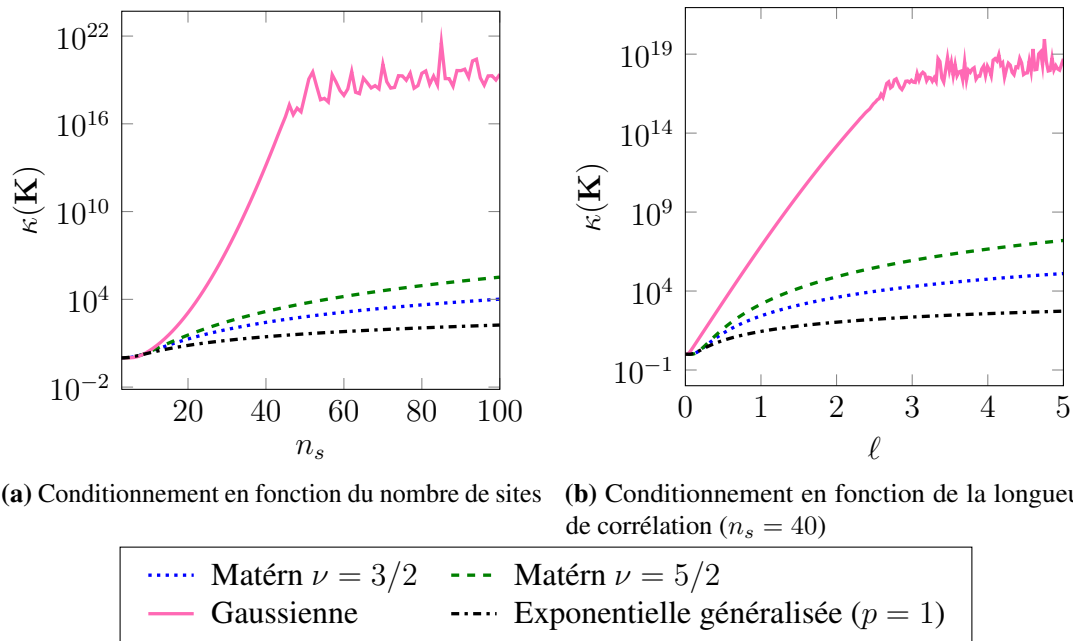 10^22
10^16
10^10
10^4
10^−2
κ(K)
20 40 60 80 100
n_s
10^19
10^14
10^9
10^4
10^−1
κ(K)
0 1 2 3 4 5
ℓ
(a) Conditionnement en fonction du nombre de sites
(b) Conditionnement en fonction de la longueu
de corrélation (n_s = 40)
Matérn ν = 3/2
Matérn ν = 5/2
Gaussienne
Exponentielle généralisée (p = 1)